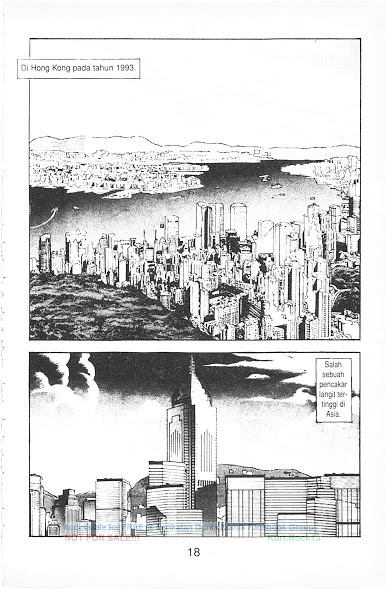 Di Hong Kong pada tahun 1993.
Salah
sebuah
pencakar
langit ter-
tinggi di
Asia.
NOT FOR SALE!!!
18